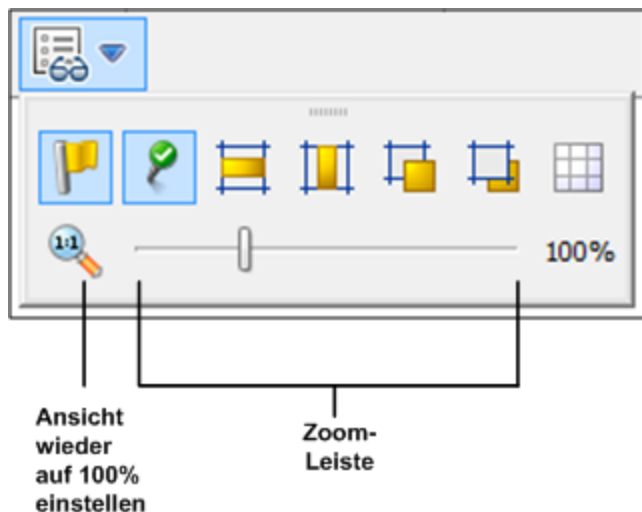 1:1
100%
Ansicht
wieder
auf 100%
einstellen
Zoom-
Leiste